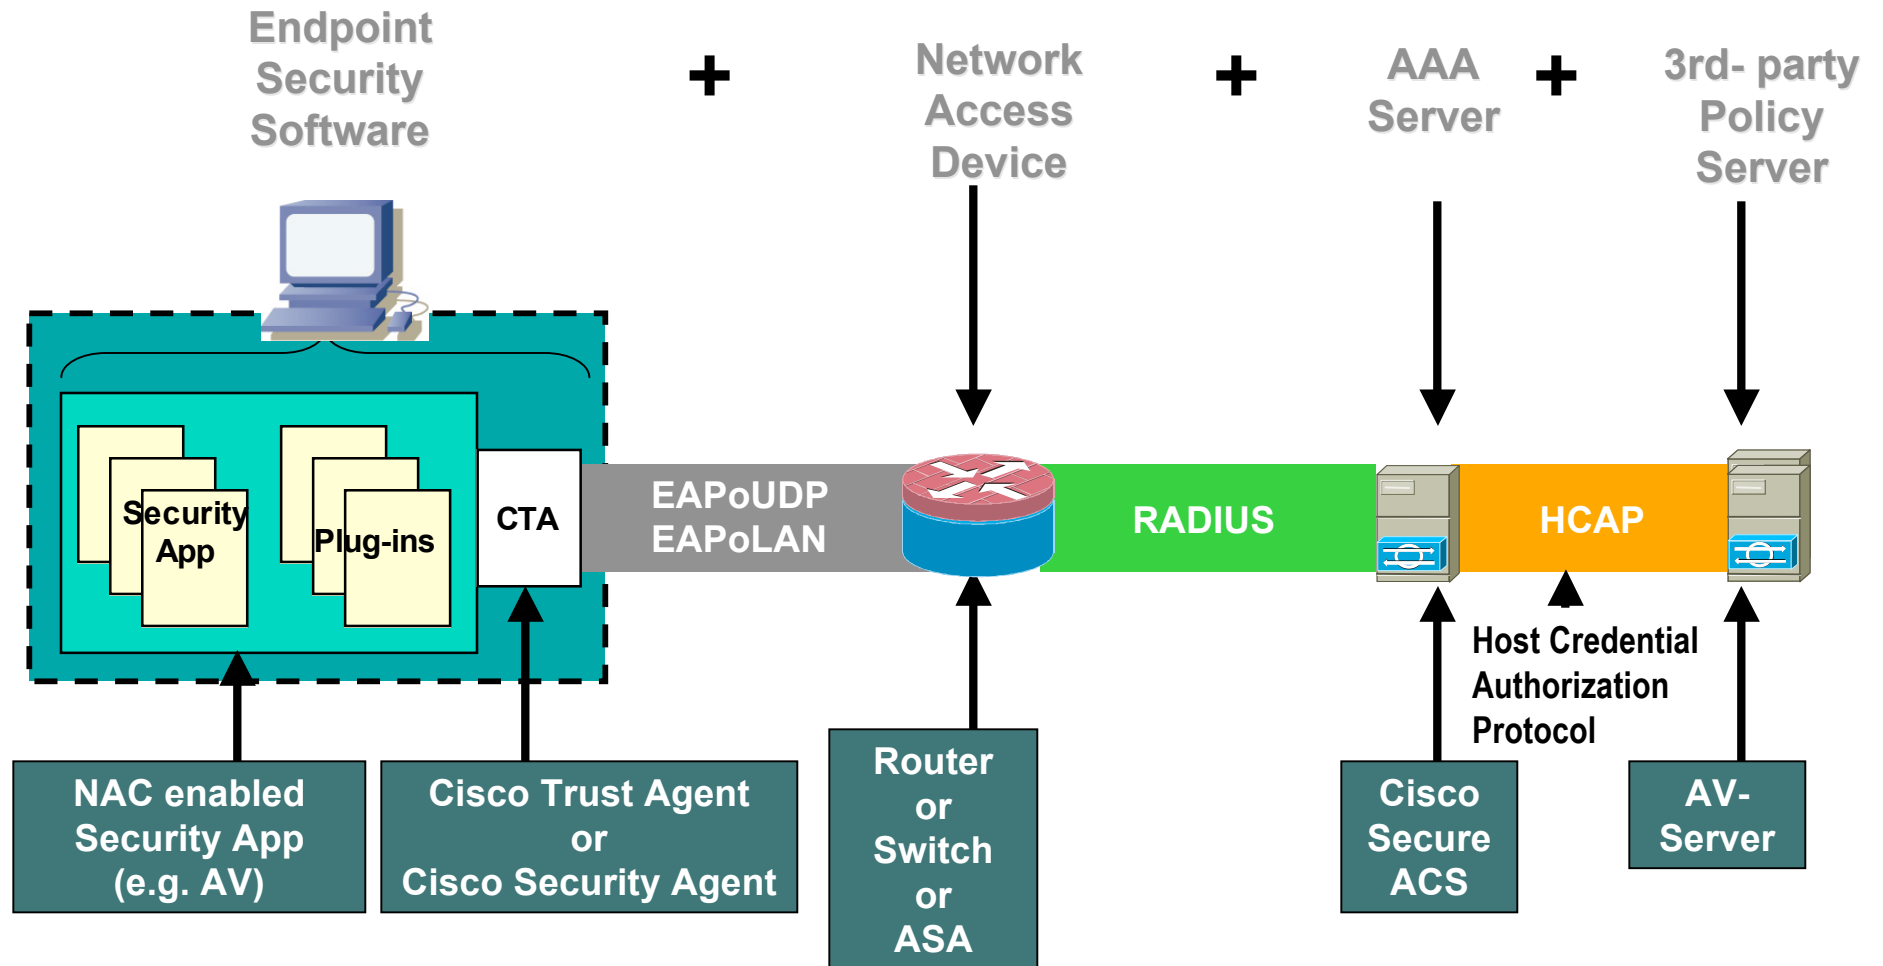 Endpoint
Security
Software
+
Network
Access
Device
+
AAA
Server
+
3rd- party
Policy
Server
Security
App
Plug-ins
CTA
EAPoUDP
EAPoLAN
RADIUS
HCAP
Host Credential
Authorization
Protocol
NAC enabled
Security App
(e.g. AV)
Cisco Trust Agent
or
Cisco Security Agent
Router
or
Switch
or
ASA
Cisco
Secure
ACS
AV-
Server